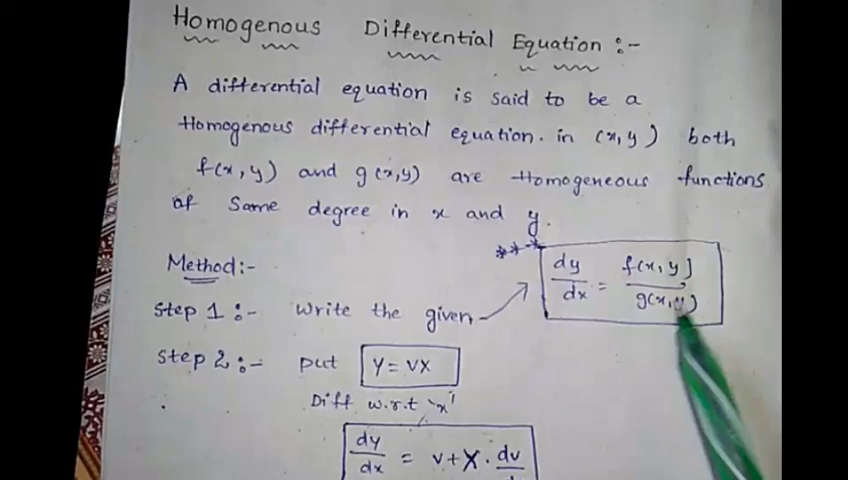 Homogenous Differential Equation :-
A differential equation is said to be a
Homogenous differential equation. in (x, y) both
f(x, y) and g(x,y) are Homogeneous functions
of same degree in x and y.
***
Method:-
Step 1 :- Write the given → dy/dx = f(x, y)/g(x, y)
Step 2 :- put y = vx
Diff w.r.t 'x'
dy/dx = v+x . dv/